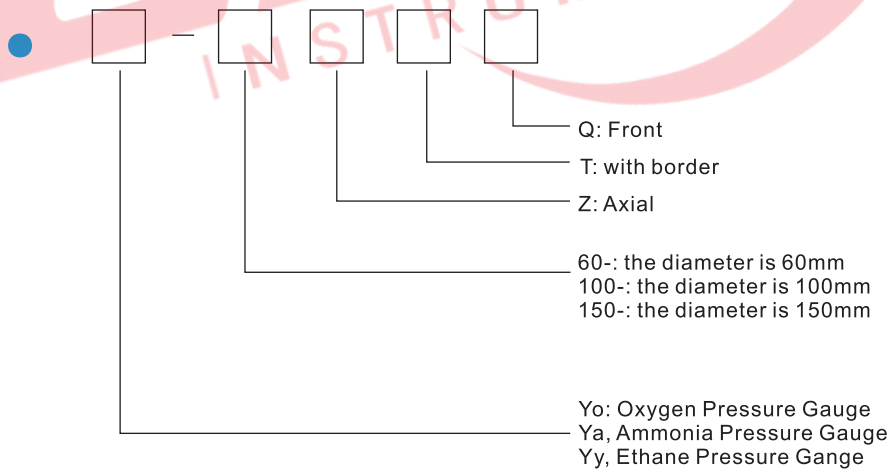 INSTRU
Q: Front
T: with border
Z: Axial
60-: the diameter is 60mm
100-: the diameter is 100mm
150-: the diameter is 150mm
Yo: Oxygen Pressure Gauge
Ya, Ammonia Pressure Gauge
Yy, Ethane Pressure Gange